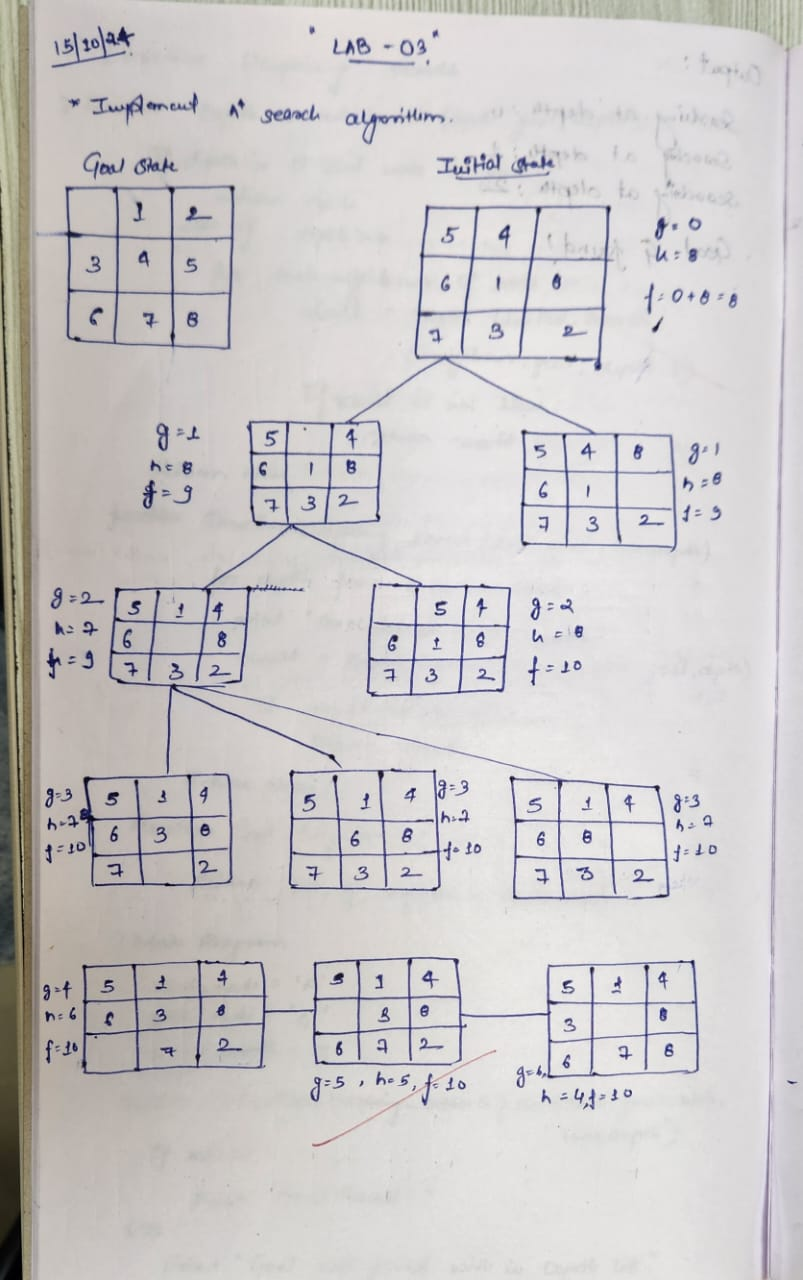 15/10/24
" LAB - 03 "
* Implement A* search algorithm.
Goal State
1 2
3 4 5
6 7 8
Initial State
5 4
6 1 8
7 3 2
g = 0
h = 8
f = 0 + 8 = 8
g = 1
h = 8
f = 9
5 4
6 1 8
7 3 2
5 4 8
6 1
7 3 2
g = 1
h = 8
f = 9
g = 2
h = 7
f = 9
5 1 4
6 8
7 3 2
5 4
6 1 8
7 3 2
g = 2
h = 8
f = 10
g = 3
h = 7
f = 10
5 1 4
6 3 8
7 2
5 1 4
6 8
7 3 2
g = 3
h = 7
f = 10
5 1 4
6 8
7 3 2
g = 3
h = 7
f = 10
g = 4
h = 6
f = 10
5 1 4
6 3 8
7 2
5 1 4
3 8
6 7 2
g = 5 , h = 5, f = 10
5 1 4
3 8
6 7 8
g = 6,
h = 4, f = 10